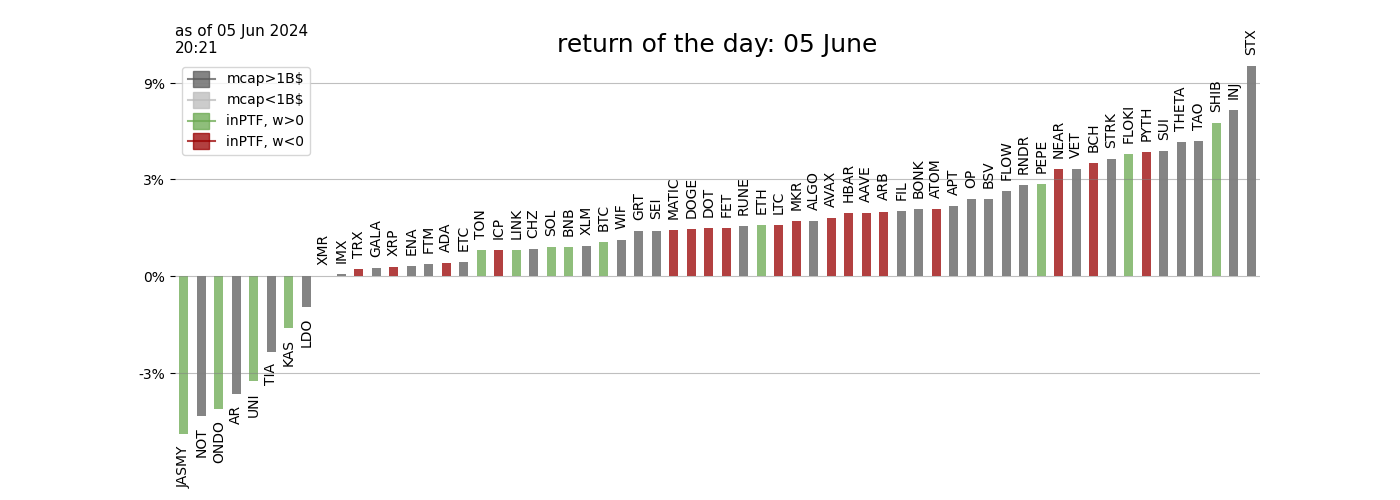 as of 05 Jun 2024
20:21
return of the day: 05 June
mcap>1B$
mcap<1B$
inPTF, w>0
inPTF, w<0
9%
3%
0%
-3%
JASMY
NOT
ONDO
AR
UNI
TIA
KAS
LDO
XMR
IMX
TRX
GALA
XRP
ENA
FTM
ADA
ETC
TON
ICP
LINK
CHZ
SOL
BNB
XLM
BTC
WIF
GRT
SEI
MATIC
DOGE
DOT
FET
RUNE
ETH
LTC
MKR
ALGO
AVAX
HBAR
AAVE
ARB
FIL
BONK
ATOM
APT
OP
BSV
FLOW
RNDR
PEPE
NEAR
VET
BCH
STRK
FLOKI
PYTH
SUI
THETA
TAO
SHIB
INJ
STX